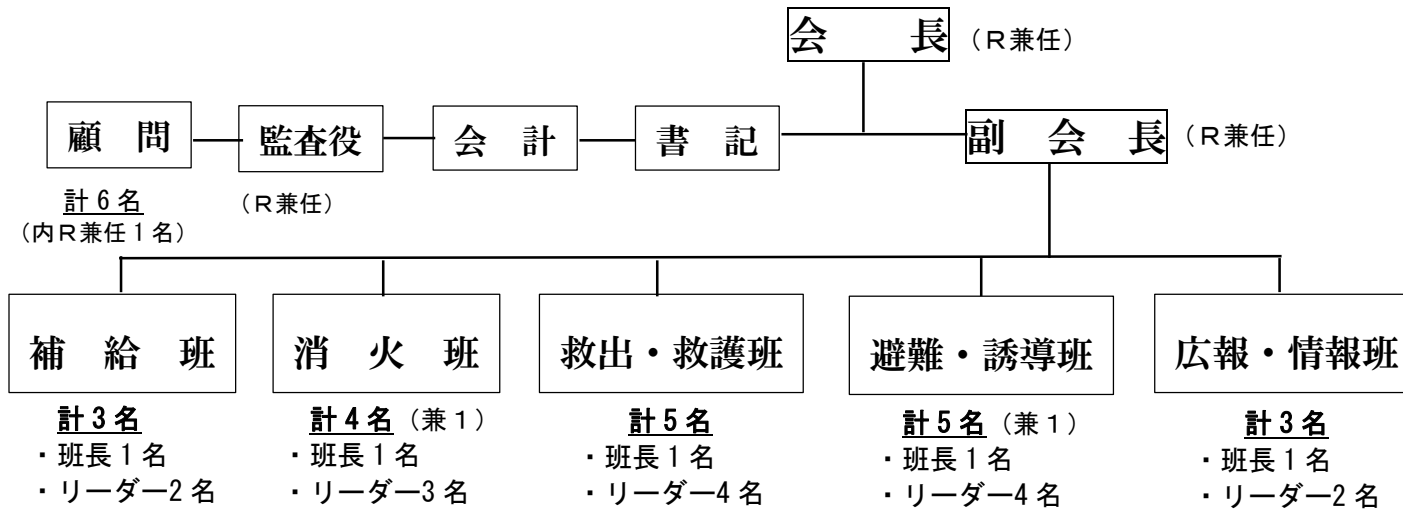 会　長（Ｒ兼任）
顧　問
監査役
会　計
書　記
副　会　長（Ｒ兼任）
計６名
（内Ｒ兼任１名）
（Ｒ兼任）
補　給　班
消　火　班
救出・救護班
避難・誘導班
広報・情報班
計３名
・班長１名
・リーダー2 名
計４名（兼１）
・班長１名
・リーダー3 名
計５名
・班長１名
・リーダー4 名
計５名（兼１）
・班長１名
・リーダー4 名
計３名
・班長１名
・リーダー2 名